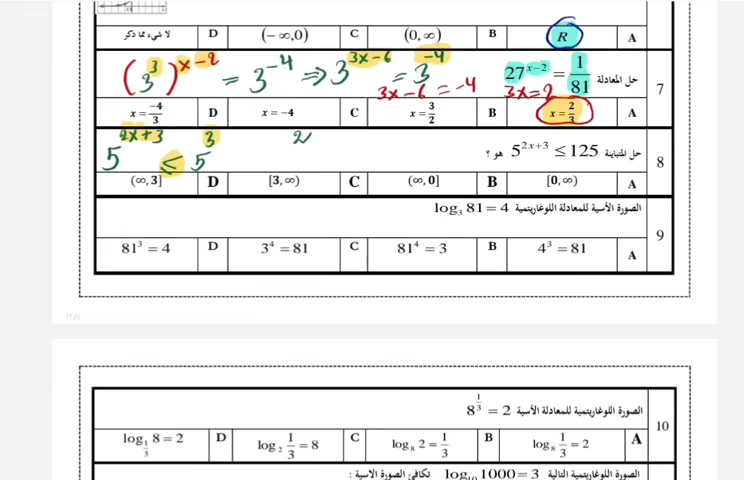 A R B (0, ∞) C (−∞,0) D لا شيء مما ذكر
(3³)^x−2 = 3^−4 ⇒ 3^3x−6 = 3^−4
3x−6 = −4
3x=2
7 حل المعادلة 27^x−2 = 1/81
A x = 2/3 B x = 3/2 C x = −4 D x = −4/3
5^2x+3 ≤ 5^3 2
8 حل المتباينة 5^2x+3 ≤ 125 هو ؟
A [0, ∞) B (∞, 0] C [3, ∞) D (∞, 3]
9 الصورة الأسية للمعادلة اللوغاريتمية log₃ 81 = 4
A 4³ = 81 B 81⁴ = 3 C 3⁴ = 81 D 81³ = 4
10 الصورة اللوغاريتمية للمعادلة الأسية 8^1/3 = 2
A log₈ 1/3 = 2 B log₈ 2 = 1/3 C log₂ 1/3 = 8 D log_1/3 8 = 2
الصورة اللوغاريتمية التالية log₁₀ 1000 = 3 تكافئ الصورة الاسية :